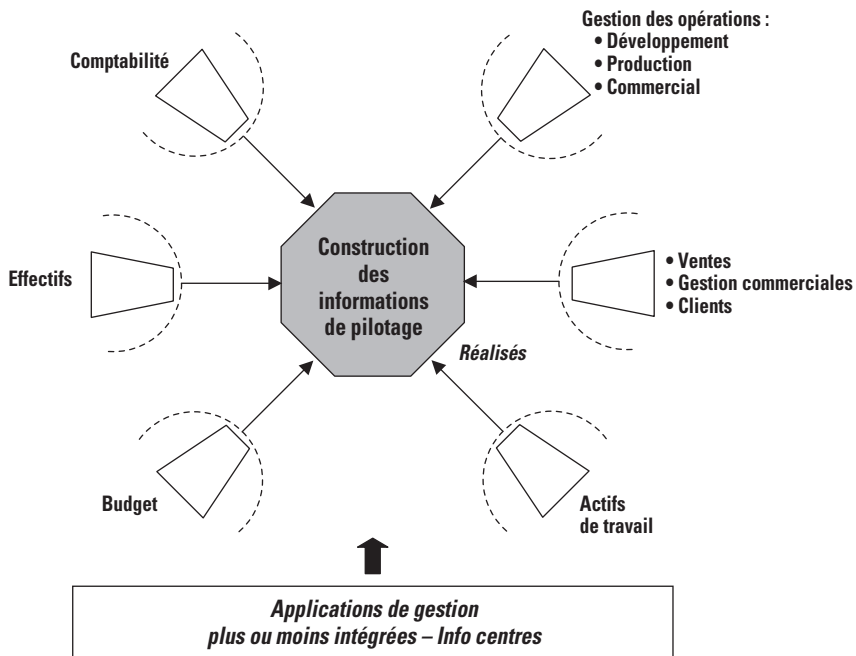 Comptabilité
Gestion des opérations :
• Développement
• Production
• Commercial
Effectifs
Construction
des
informations
de pilotage
• Ventes
• Gestion commerciales
• Clients
Réalisés
Budget
Actifs
de travail
Applications de gestion
plus ou moins intégrées – Info centres